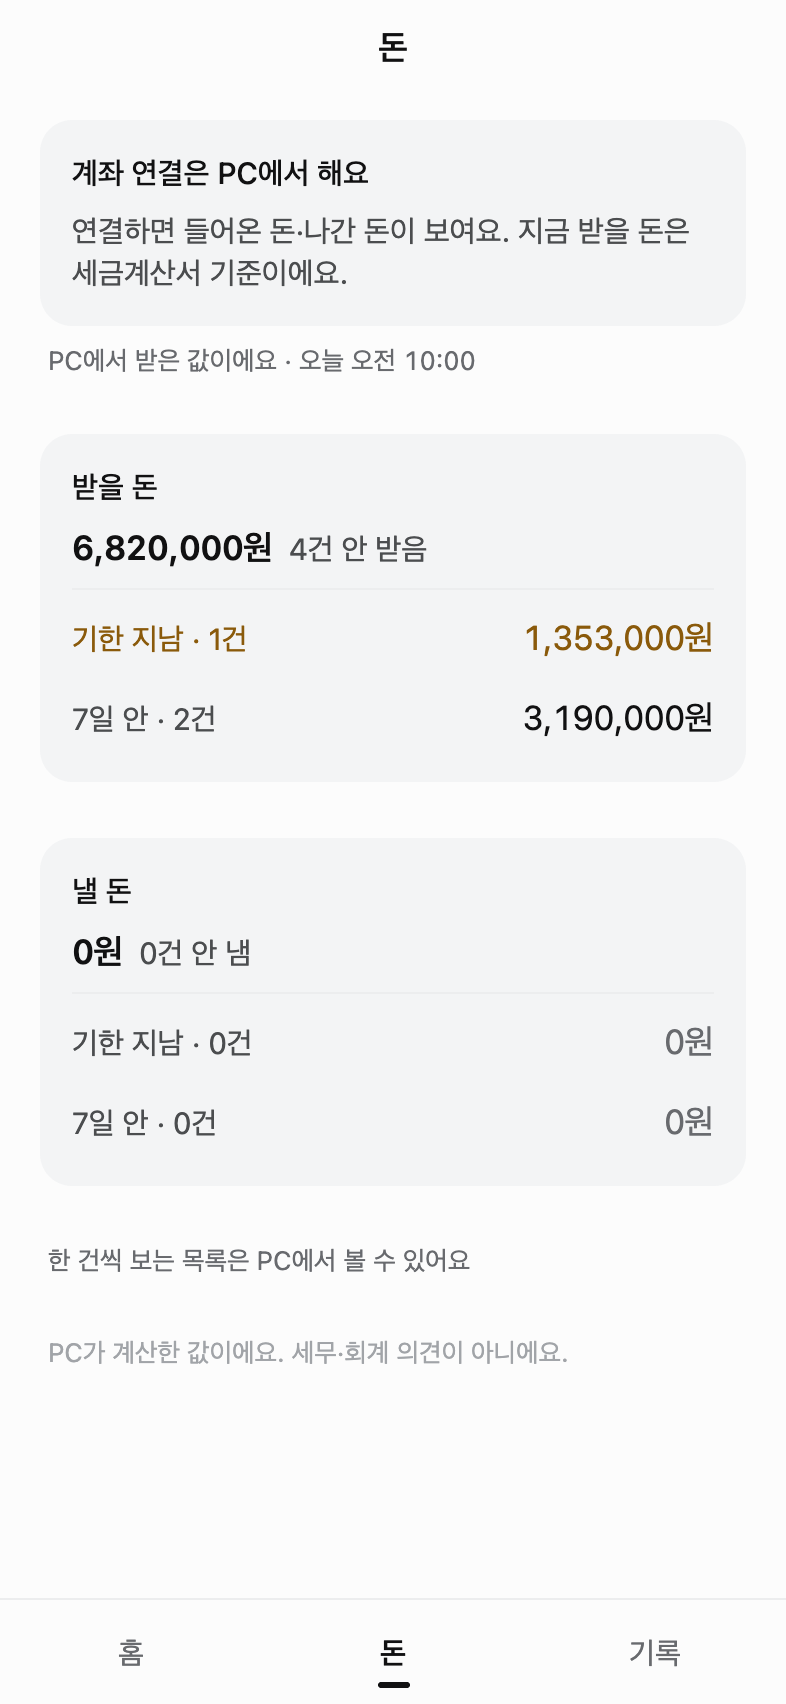 돈
계좌 연결은 PC에서 해요
연결하면 들어온 돈·나간 돈이 보여요. 지금 받을 돈은
세금계산서 기준이에요.
PC에서 받은 값이에요 · 오늘 오전 10:00
받을 돈
6,820,000원 4건 안 받음
기한 지남 · 1건 1,353,000원
7일 안 · 2건 3,190,000원
낼 돈
0원 0건 안 냄
기한 지남 · 0건 0원
7일 안 · 0건 0원
한 건씩 보는 목록은 PC에서 볼 수 있어요
PC가 계산한 값이에요. 세무·회계 의견이 아니에요.
홈 돈 기록